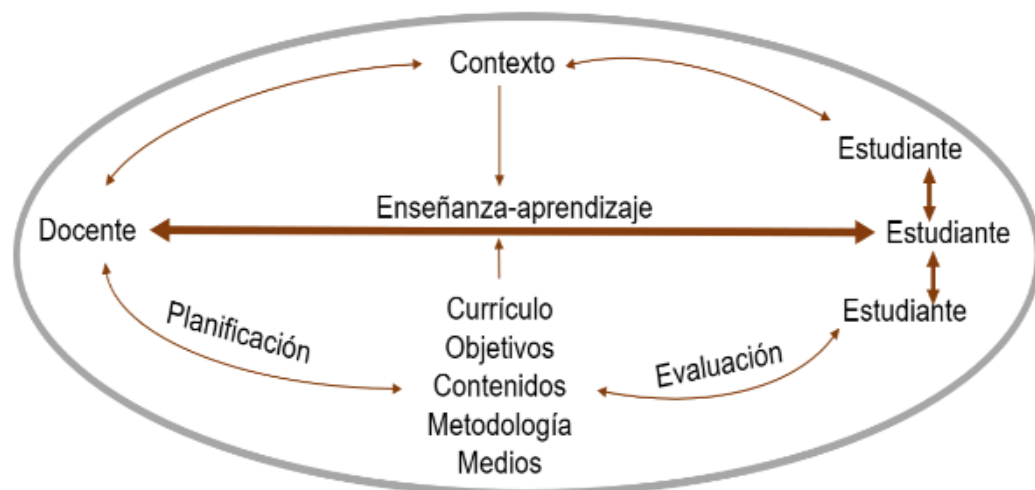 Contexto
Estudiante
Enseñanza-aprendizaje
Docente
Estudiante
Estudiante
Planificación
Currículo
Objetivos
Contenidos
Metodología
Medios
Evaluación